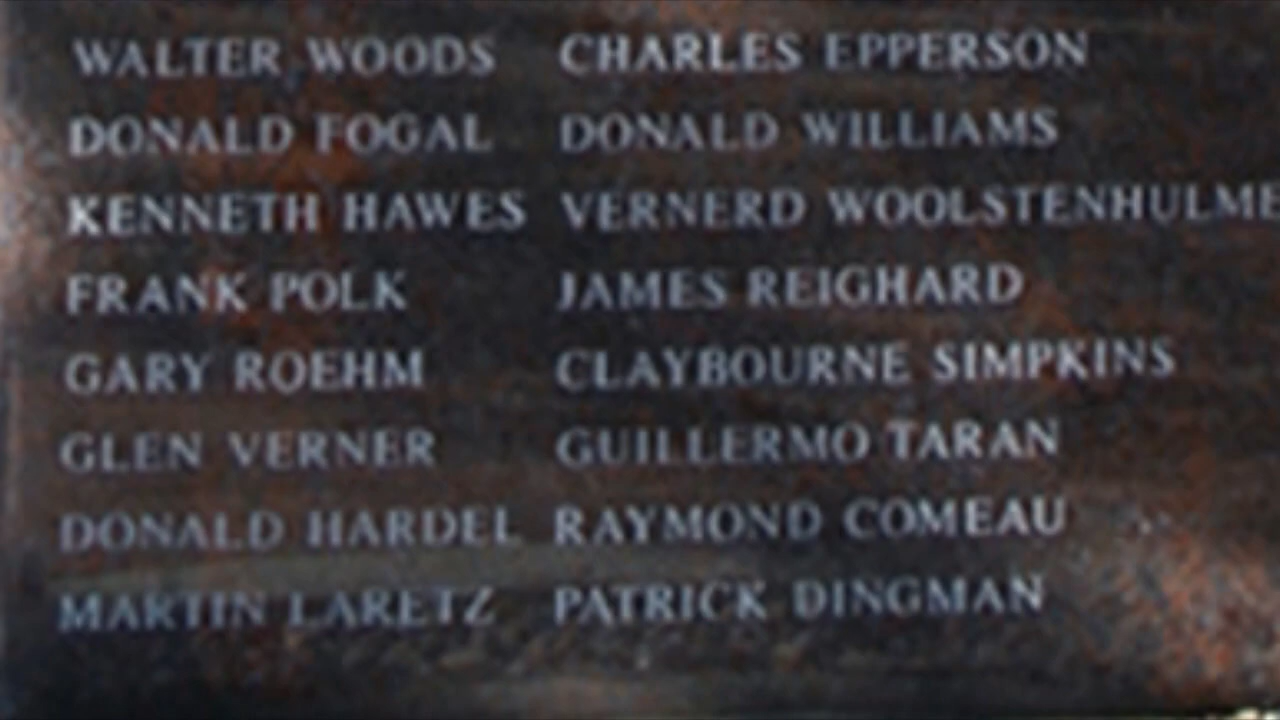 WALTER WOODS CHARLES EPPERSON
DONALD FOGAL DONALD WILLIAMS
KENNETH HAWES VERNERD WOOLSTENHULME
FRANK POLK JAMES REIGHARD
GARY ROEHM CLAYBOURNE SIMPKINS
GLEN VERNER GUILLERMO TARAN
DONALD HARDEL RAYMOND COMEAU
MARTIN LARETZ PATRICK DINGMAN